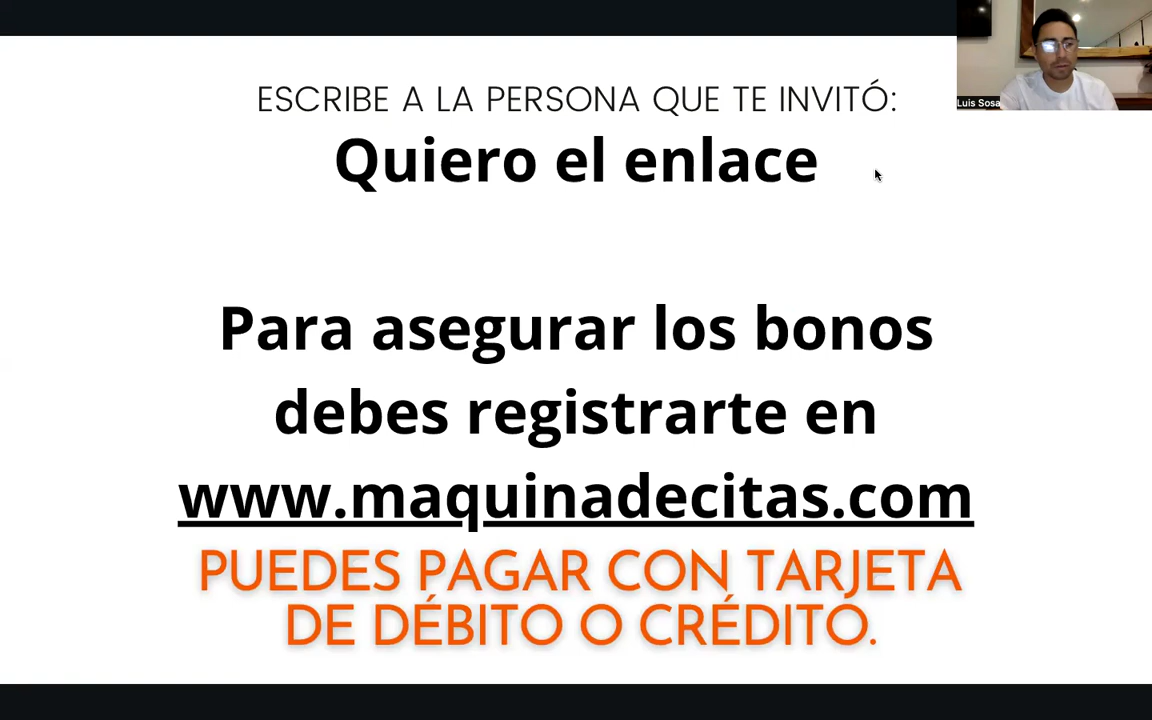 ESCRIBE A LA PERSONA QUE TE INVITÓ:
Quiero el enlace
Para asegurar los bonos
debes registrarte en
www.maquinadecitas.com
PUEDES PAGAR CON TARJETA
DE DÉBITO O CRÉDITO.
Luis Sosa